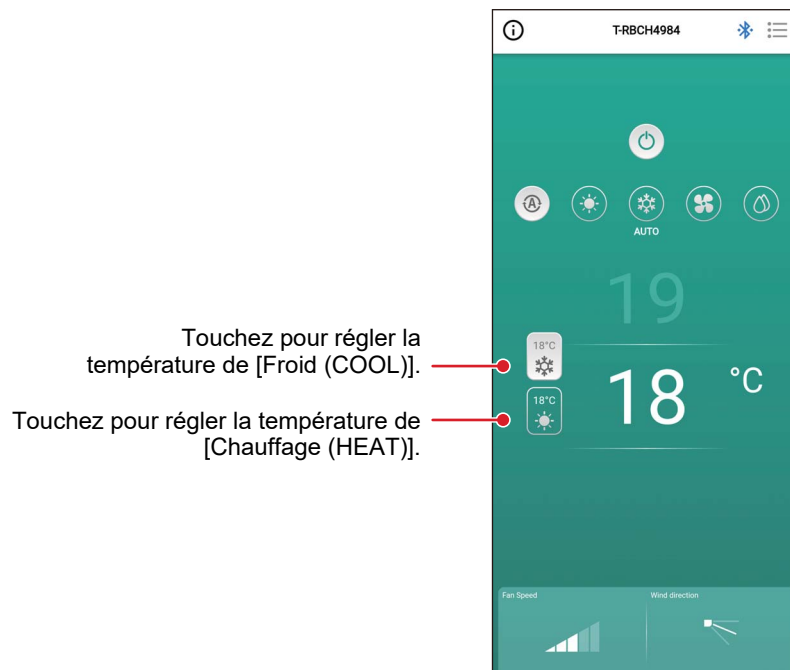 T-RBCH4984
AUTO
19
Touchez pour régler la
température de [Froid (COOL)].
18°C
18 °C
Touchez pour régler la température de
[Chauffage (HEAT)].
18°C
Fan Speed
Wind direction